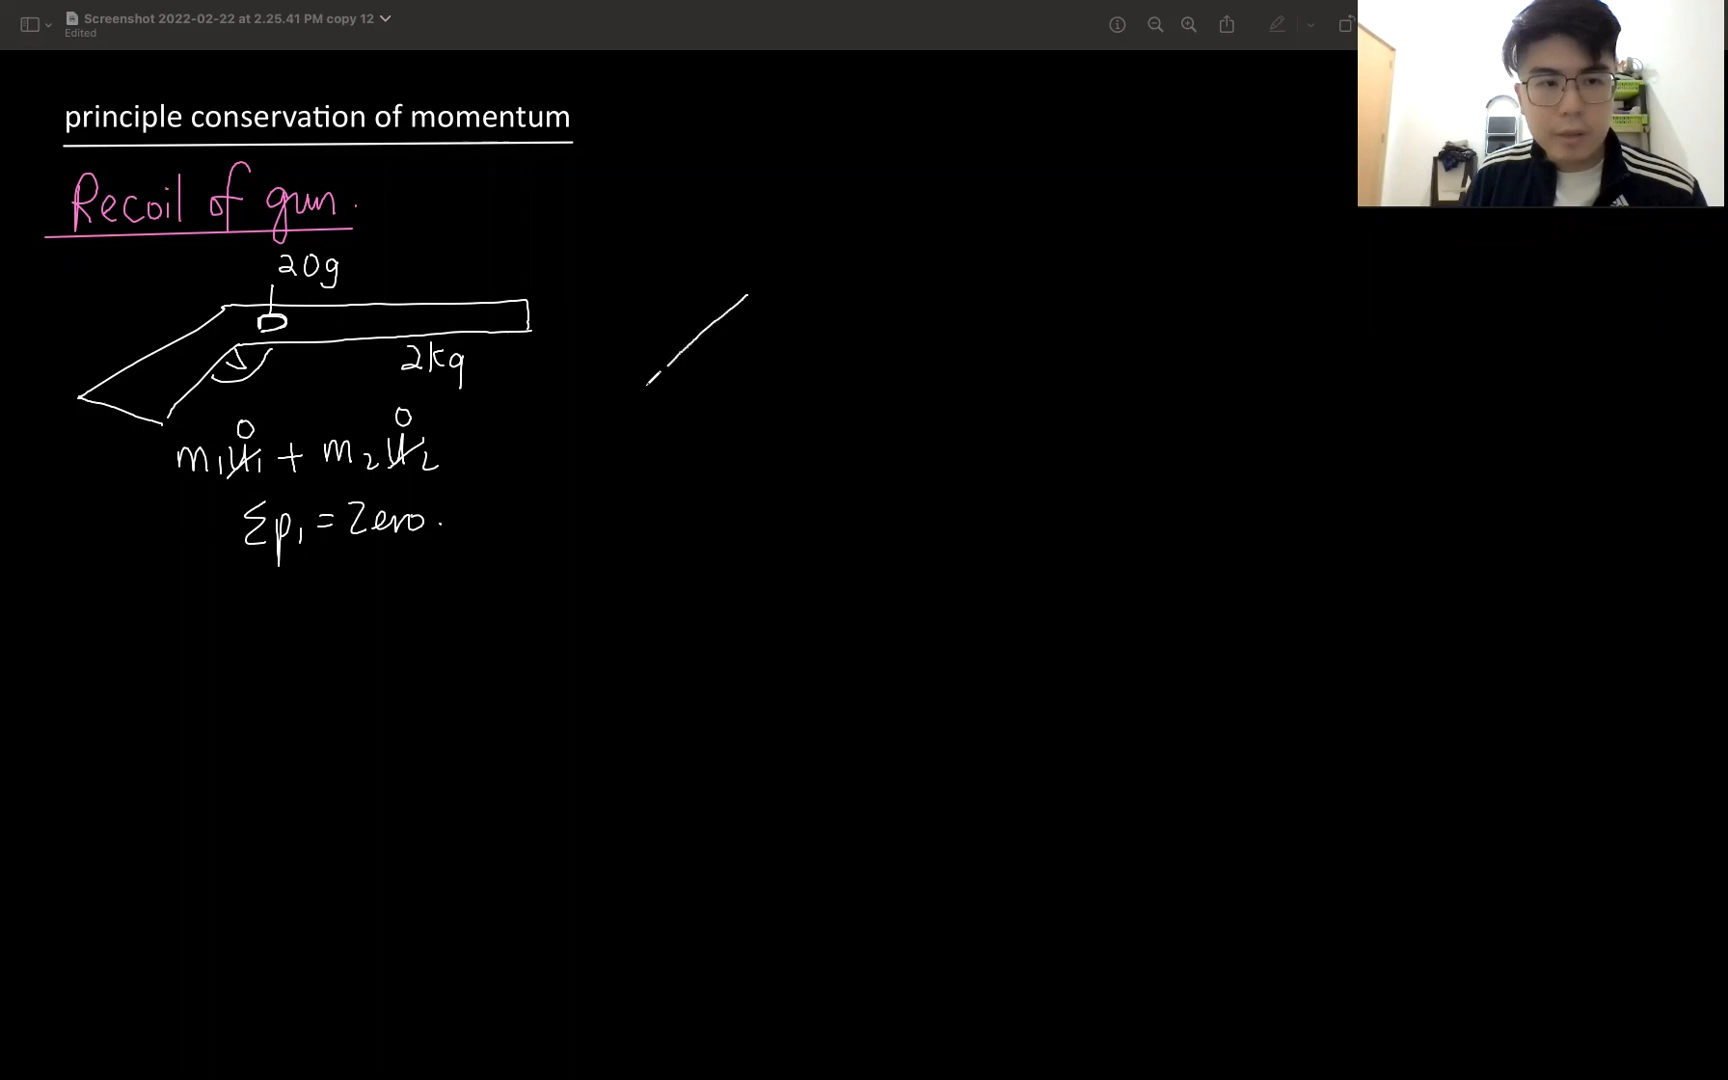 Screenshot 2022-02-22 at 2.25.41 PM copy 12
Edited
principle conservation of momentum
Recoil of gun.
20g
2kg
0 0
m₁u₁ + m₂u₂
Σp₁ = Zero.